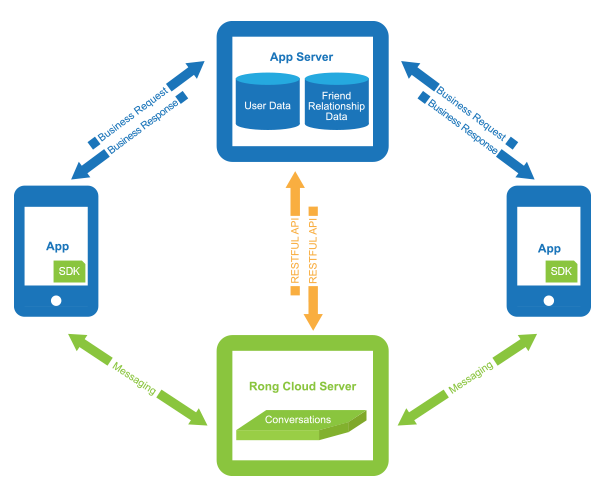 App Server
User Data
Friend
Relationship
Data
Business Request
Business Response
Business Request
Business Response
App
SDK
RESTFUL API
RESTFUL API
App
SDK
Messaging
Messaging
Rong Cloud Server
Conversations